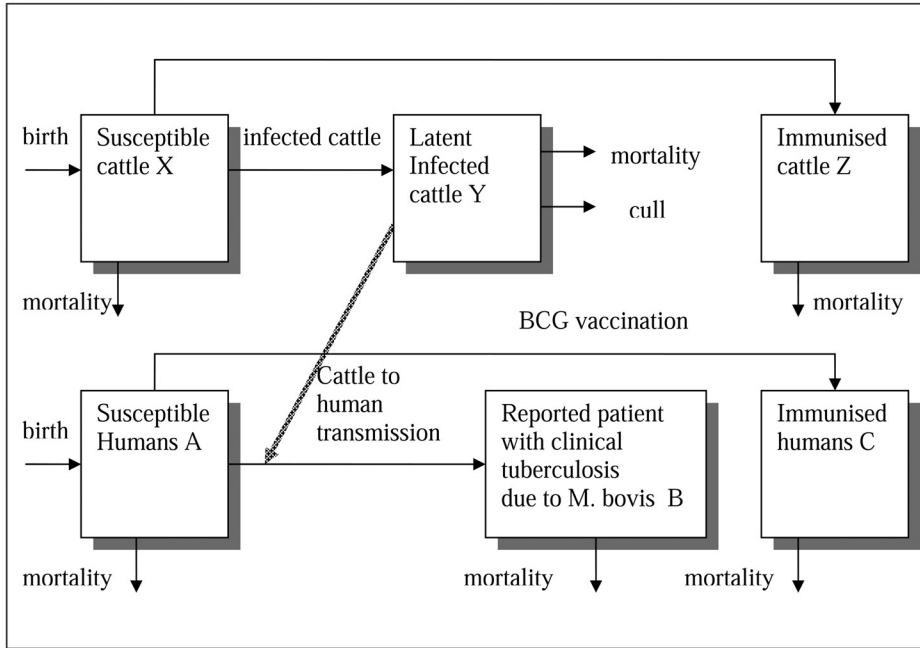 birth
Susceptible
cattle X
infected cattle
Latent
Infected
cattle Y
mortality
cull
Immunised
cattle Z
mortality
mortality
BCG vaccination
Cattle to
human
transmission
birth
Susceptible
Humans A
Reported patient
with clinical
tuberculosis
due to M. bovis B
Immunised
humans C
mortality
mortality
mortality